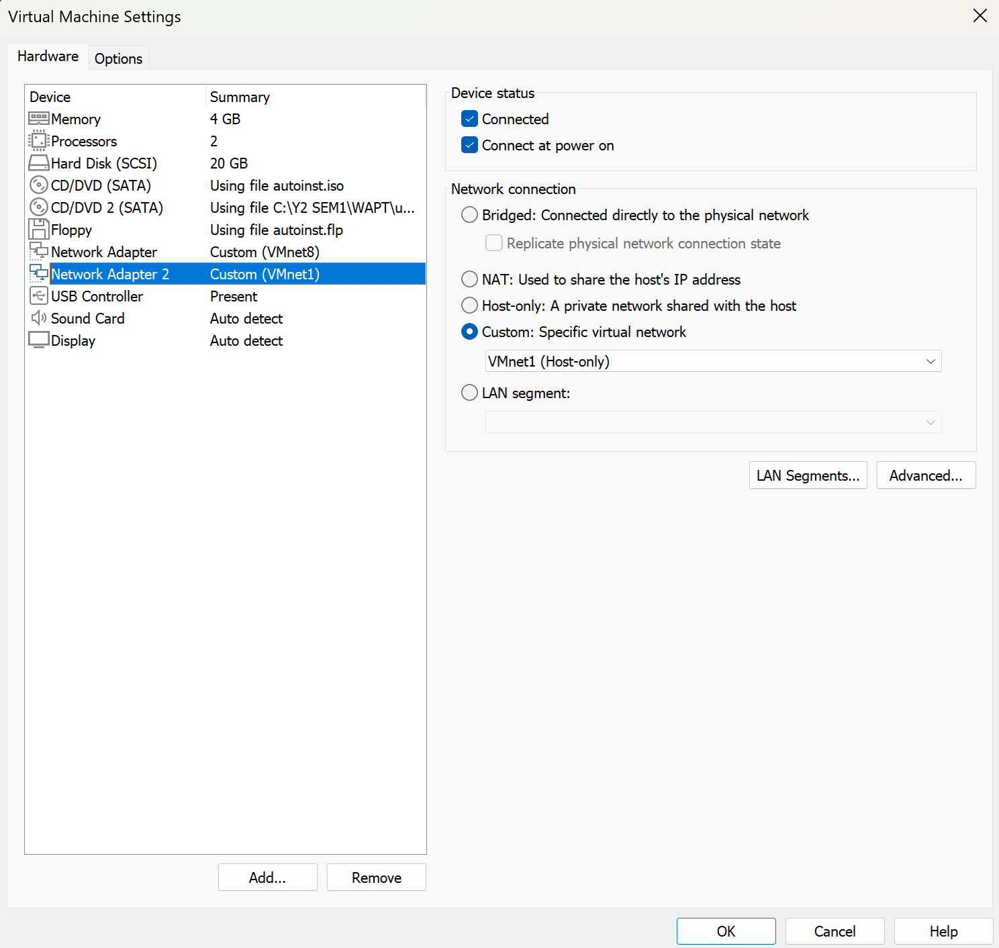 Virtual Machine Settings
Hardware
Options
Device Summary
Memory 4 GB
Processors 2
Hard Disk (SCSI) 20 GB
CD/DVD (SATA) Using file autoinst.iso
CD/DVD 2 (SATA) Using file C:\Y2 SEM1\WAPT\u...
Floppy Using file autoinst.flp
Network Adapter Custom (VMnet8)
Network Adapter 2 Custom (VMnet1)
USB Controller Present
Sound Card Auto detect
Display Auto detect
Add...
Remove
Device status
Connected
Connect at power on
Network connection
Bridged: Connected directly to the physical network
Replicate physical network connection state
NAT: Used to share the host's IP address
Host-only: A private network shared with the host
Custom: Specific virtual network
VMnet1 (Host-only)
LAN segment:
LAN Segments...
Advanced...
OK
Cancel
Help